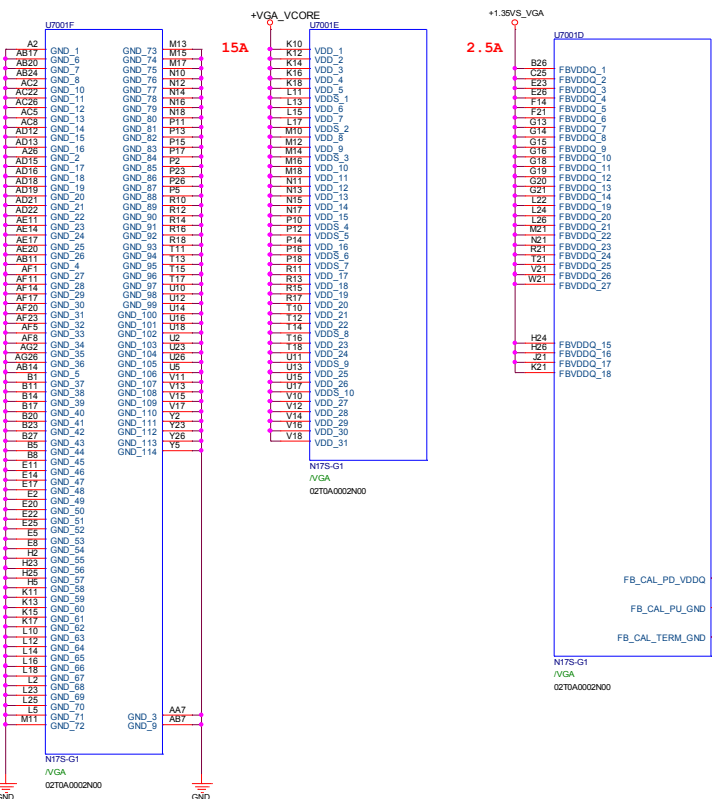 U7001F
A2 GND_1 GND_73 M13
AB17 GND_6 GND_74 M15
AB20 GND_7 GND_75 M17
AB24 GND_8 GND_76 N10
AC2 GND_10 GND_77 N12
AC22 GND_11 GND_78 N14
AC26 GND_12 GND_79 N16
AC5 GND_13 GND_80 N18
AC8 GND_14 GND_81 P11
AD12 GND_15 GND_82 P13
AD13 GND_16 GND_83 P15
A26 GND_2 GND_84 P17
AD15 GND_17 GND_85 P2
AD16 GND_18 GND_86 P23
AD18 GND_19 GND_87 P26
AD19 GND_20 GND_88 P5
AD21 GND_21 GND_89 R10
AD22 GND_22 GND_90 R12
AE11 GND_23 GND_91 R14
AE14 GND_24 GND_92 R16
AE17 GND_25 GND_93 R18
AE20 GND_26 GND_94 T11
AB11 GND_4 GND_95 T13
AF1 GND_27 GND_96 T15
AF11 GND_28 GND_97 T17
AF14 GND_29 GND_98 U10
AF17 GND_30 GND_99 U12
AF20 GND_31 GND_100 U14
AF23 GND_32 GND_101 U16
AF5 GND_33 GND_102 U18
AF8 GND_34 GND_103 U2
AG2 GND_35 GND_104 U23
AG26 GND_36 GND_105 U26
AB14 GND_5 GND_106 U5
B1 GND_37 GND_107 V11
B11 GND_38 GND_108 V13
B14 GND_39 GND_109 V15
B17 GND_40 GND_110 V17
B20 GND_41 GND_111 Y2
B23 GND_42 GND_112 Y23
B27 GND_43 GND_113 Y26
B5 GND_44 GND_114 Y5
B8 GND_45
E11 GND_46
E14 GND_47
E17 GND_48
E2 GND_49
E20 GND_50
E22 GND_51
E25 GND_52
E5 GND_53
E8 GND_54
H2 GND_55
H23 GND_56
H25 GND_57
H5 GND_58
K11 GND_59
K13 GND_60
K15 GND_61
K17 GND_62
L10 GND_63
L12 GND_64
L14 GND_65
L16 GND_66
L18 GND_67
L2 GND_68
L23 GND_69
L25 GND_70
L5 GND_71 GND_3 AA7
M11 GND_72 GND_9 AB7
N17S-G1
/VGA
02T0A0002N00
GND
GND
+VGA_VCORE
15A
U7001E
K10 VDD_1
K12 VDD_2
K14 VDD_3
K16 VDD_4
K18 VDD_5
L11 VDDS_1
L13 VDD_6
L15 VDD_7
L17 VDDS_2
M10 VDD_8
M12 VDD_9
M14 VDDS_3
M16 VDD_10
M18 VDD_11
N11 VDD_12
N13 VDD_13
N15 VDD_14
N17 VDD_15
P10 VDDS_4
P12 VDDS_5
P14 VDD_16
P16 VDDS_6
P18 VDDS_7
R11 VDD_17
R13 VDD_18
R15 VDD_19
R17 VDD_20
T10 VDD_21
T12 VDD_22
T14 VDDS_8
T16 VDD_23
T18 VDD_24
U11 VDDS_9
U13 VDD_25
U15 VDD_26
U17 VDDS_10
V10 VDD_27
V12 VDD_28
V14 VDD_29
V16 VDD_30
V18 VDD_31
N17S-G1
/VGA
02T0A0002N00
+1.35VS_VGA
2.5A
U7001D
B26 FBVDDQ_1
C25 FBVDDQ_2
E23 FBVDDQ_3
E26 FBVDDQ_4
F14 FBVDDQ_5
F21 FBVDDQ_6
G13 FBVDDQ_7
G14 FBVDDQ_8
G15 FBVDDQ_9
G16 FBVDDQ_10
G18 FBVDDQ_11
G19 FBVDDQ_12
G20 FBVDDQ_13
G21 FBVDDQ_14
L22 FBVDDQ_19
L24 FBVDDQ_20
L26 FBVDDQ_21
M21 FBVDDQ_22
N21 FBVDDQ_23
R21 FBVDDQ_24
T21 FBVDDQ_25
V21 FBVDDQ_26
W21 FBVDDQ_27
H24 FBVDDQ_15
H26 FBVDDQ_16
J21 FBVDDQ_17
K21 FBVDDQ_18
FB_CAL_PD_VDDQ
FB_CAL_PU_GND
FB_CAL_TERM_GND
N17S-G1
/VGA
02T0A0002N00